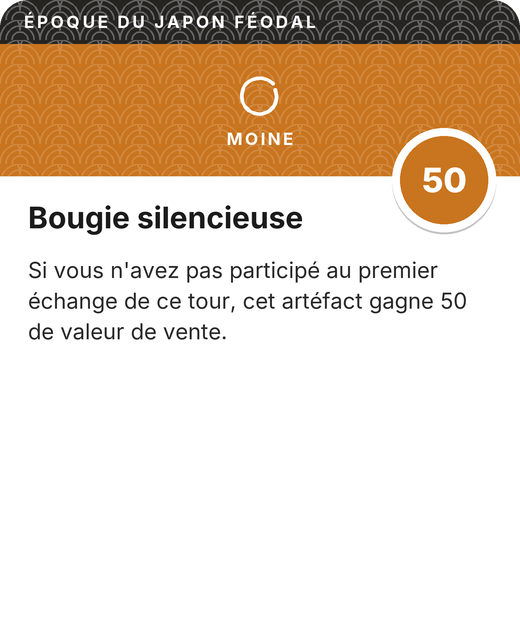 ÉPOQUE DU JAPON FÉODAL
MOINE
50
Bougie silencieuse
Si vous n'avez pas participé au premier
échange de ce tour, cet artéfact gagne 50
de valeur de vente.